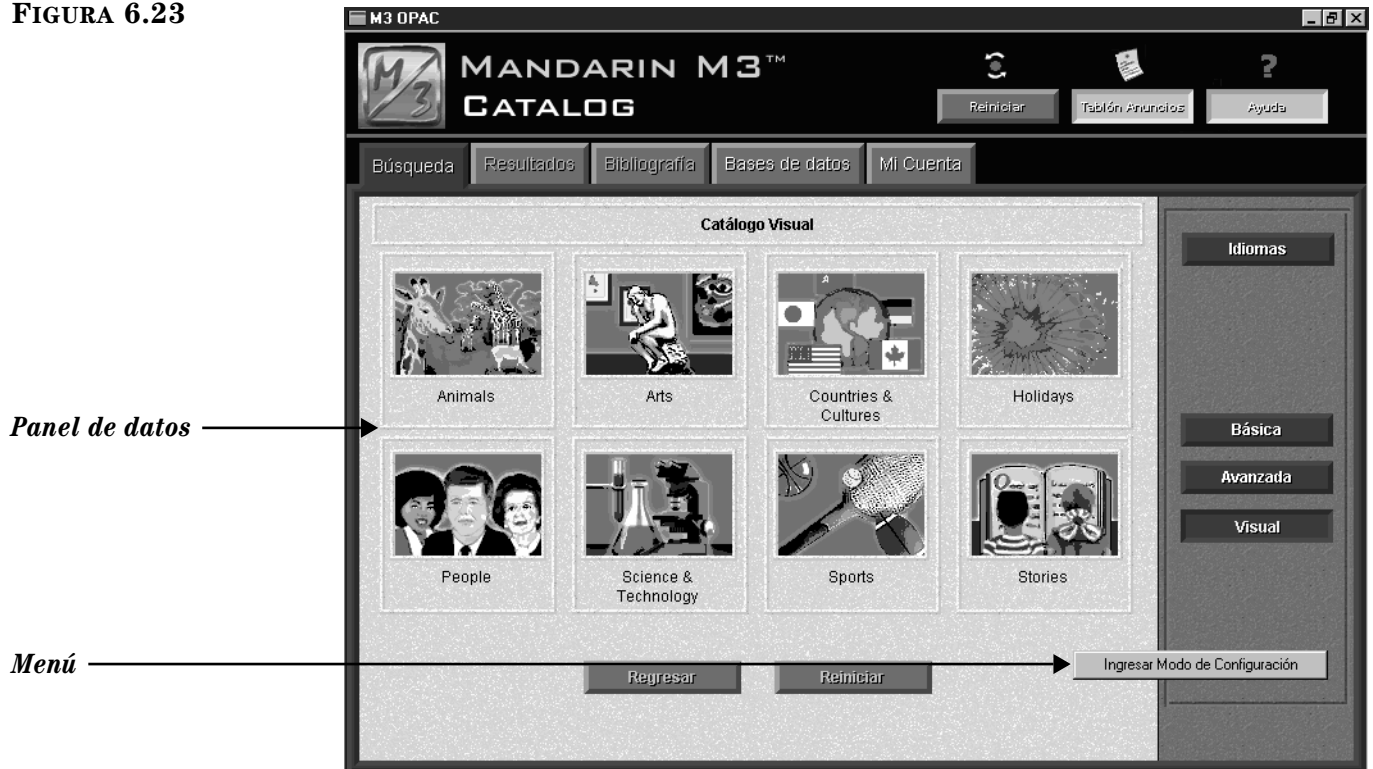 FIGURA 6.23
M3 OPAC
M/3
MANDARIN M3™
CATALOG
?
Reiniciar
Tablón Anuncios
Ayuda
Búsqueda
Resultados
Bibliografía
Bases de datos
Mi Cuenta
Catálogo Visual
Idiomas
Animals
Arts
Countries &
Cultures
Holidays
Panel de datos
Básica
Avanzada
Visual
People
Science &
Technology
Sports
Stories
Menú
Ingresar Modo de Configuración
Regresar
Reiniciar